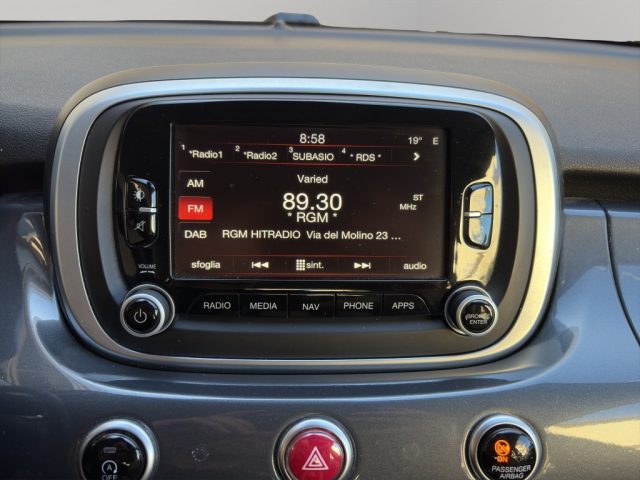 8:58
19° E
1 *Radio1 2 *Radio2 3 SUBASIO 4 * RDS *
AM
Varied
FM
89.30
ST
MHz
* RGM *
DAB
RGM HITRADIO Via del Molino 23 ...
sfoglia
sint.
audio
VOLUME
RADIO
MEDIA
NAV
PHONE
APPS
BROWSE
ENTER
A
ON
PASSENGER
AIRBAG